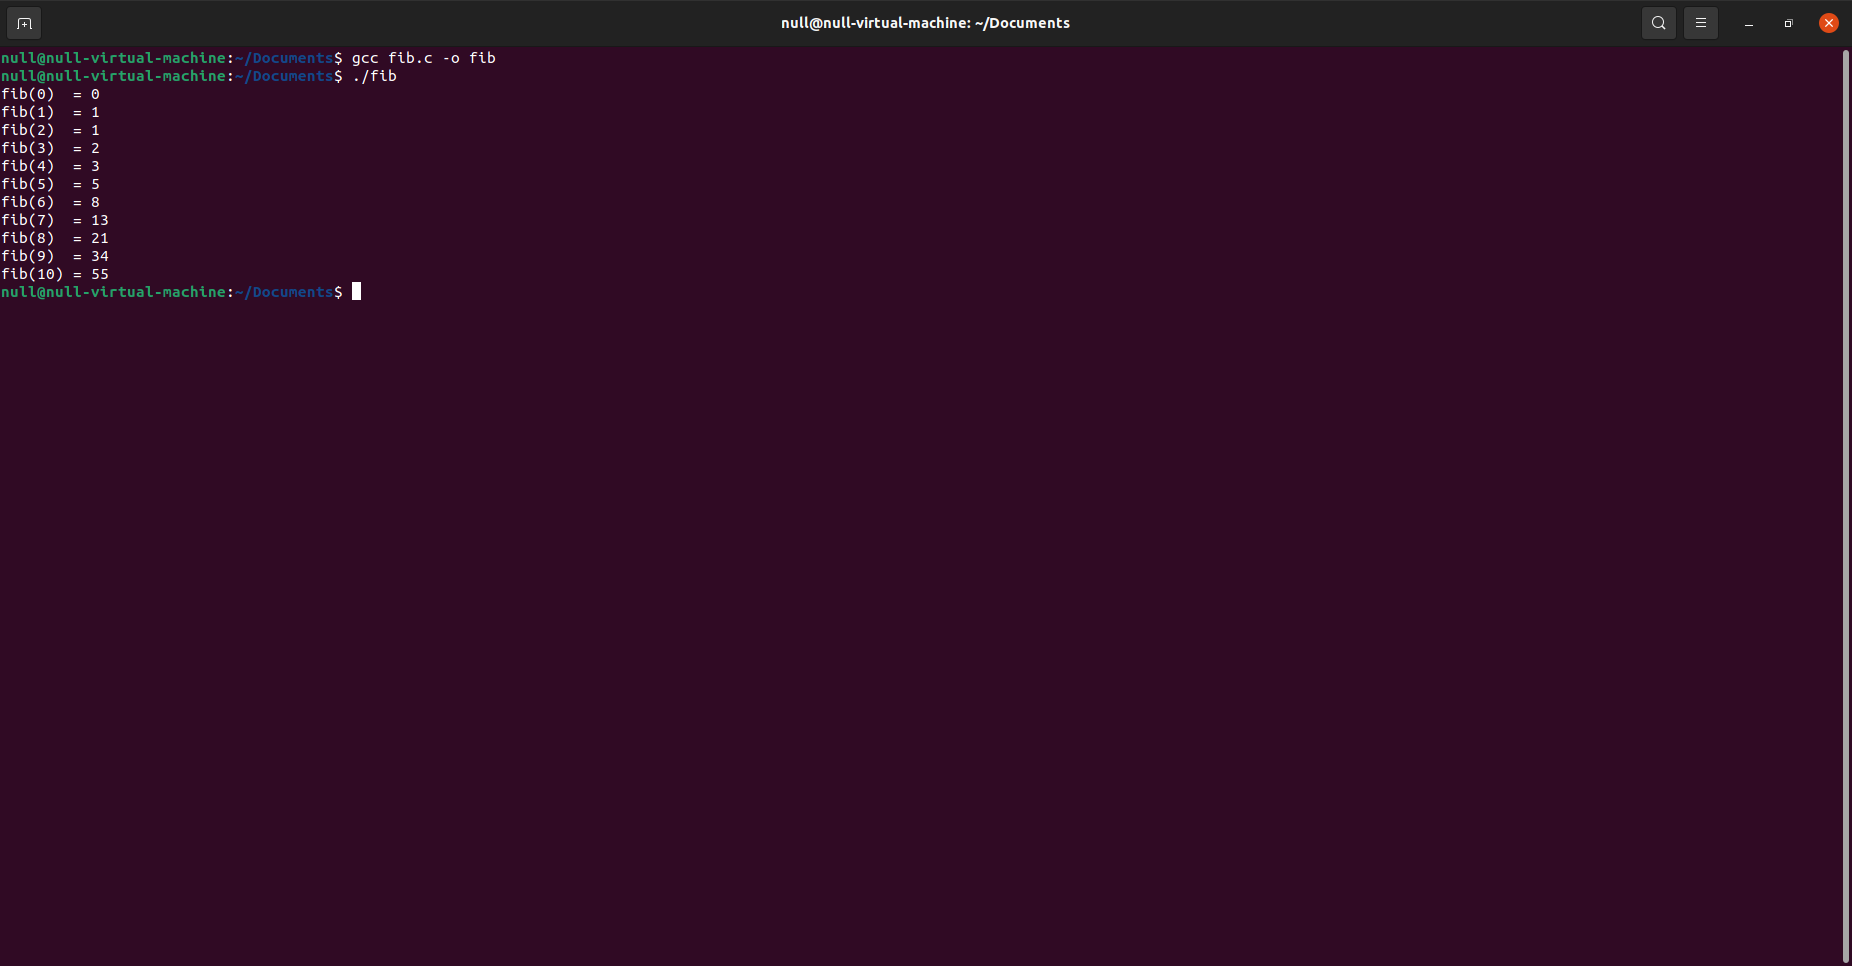 null@null-virtual-machine: ~/Documents
null@null-virtual-machine:~/Documents$ gcc fib.c -o fib
null@null-virtual-machine:~/Documents$ ./fib
fib(0)  = 0
fib(1)  = 1
fib(2)  = 1
fib(3)  = 2
fib(4)  = 3
fib(5)  = 5
fib(6)  = 8
fib(7)  = 13
fib(8)  = 21
fib(9)  = 34
fib(10) = 55
null@null-virtual-machine:~/Documents$